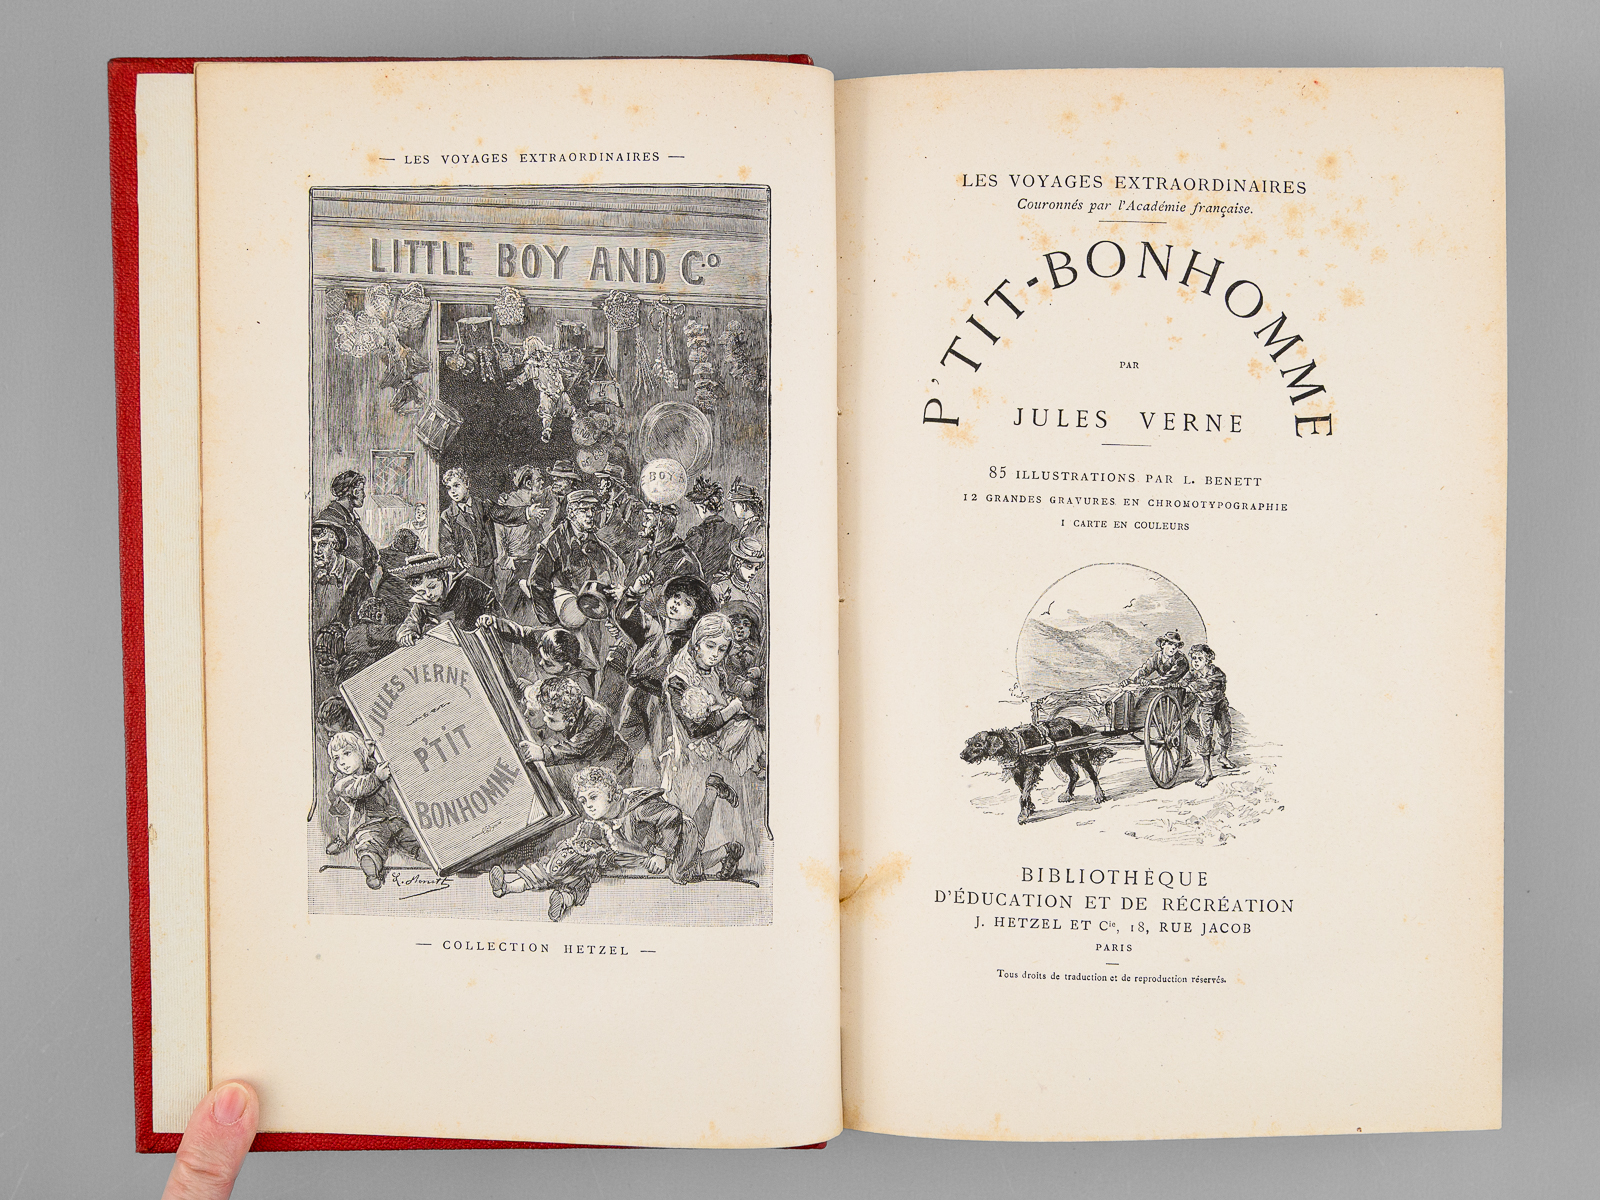 — LES VOYAGES EXTRAORDINAIRES —
LITTLE BOY AND Cº
BOY
JULES VERNE
P'TIT
BONHOMME
L. Benett
— COLLECTION HETZEL —
LES VOYAGES EXTRAORDINAIRES
Couronnés par l'Académie française.
P'TIT-BONHOMME
PAR
JULES VERNE
85 ILLUSTRATIONS PAR L. BENETT
12 GRANDES GRAVURES EN CHROMOTYPOGRAPHIE
1 CARTE EN COULEURS
BIBLIOTHÈQUE
D'ÉDUCATION ET DE RÉCRÉATION
J. HETZEL ET Cie, 18, RUE JACOB
PARIS
Tous droits de traduction et de reproduction réservés.